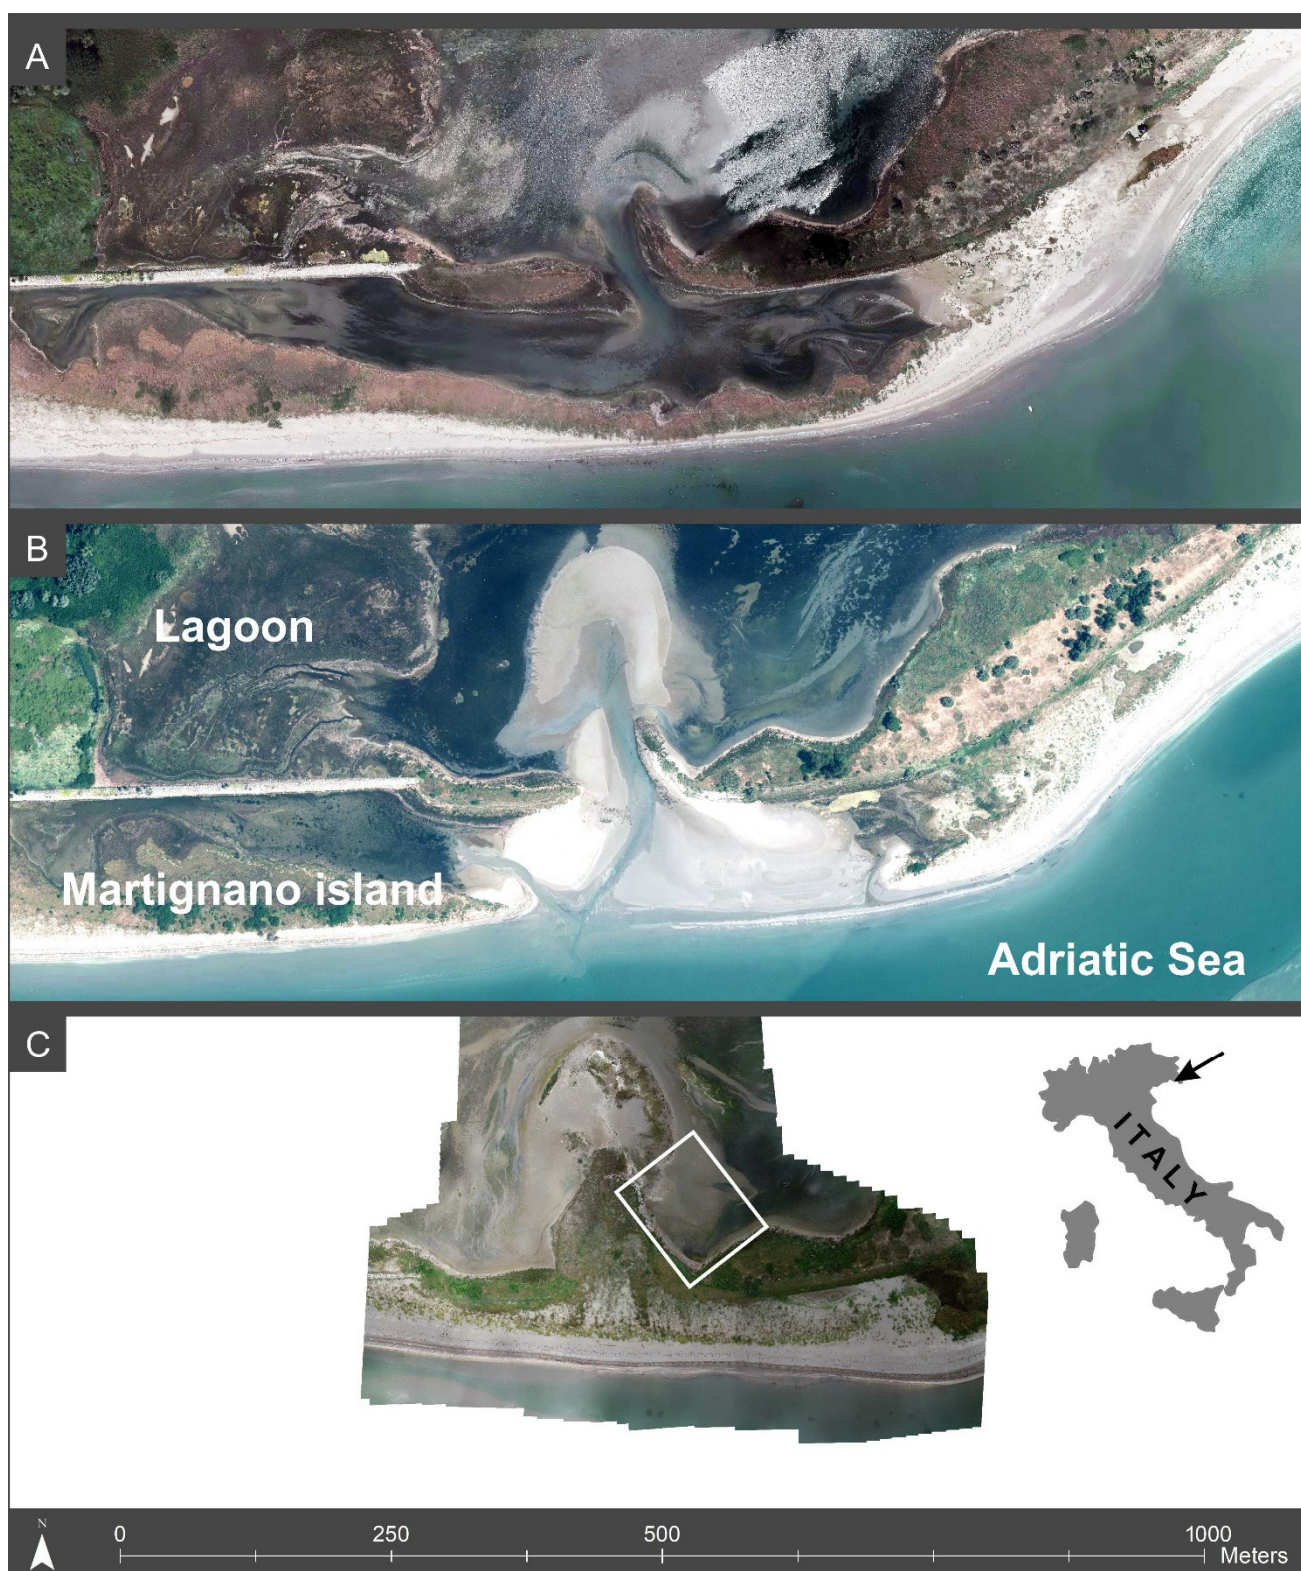 A
B
Lagoon
Martignano island
Adriatic Sea
C
ITALY
N
0 250 500 1000
Meters